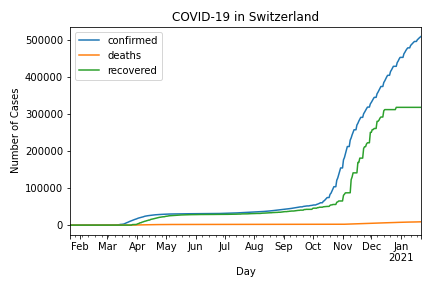 COVID-19 in Switzerland
confirmed
deaths
recovered
Number of Cases
500000
400000
300000
200000
100000
0
Feb Mar Apr May Jun Jul Aug Sep Oct Nov Dec Jan
2021
Day